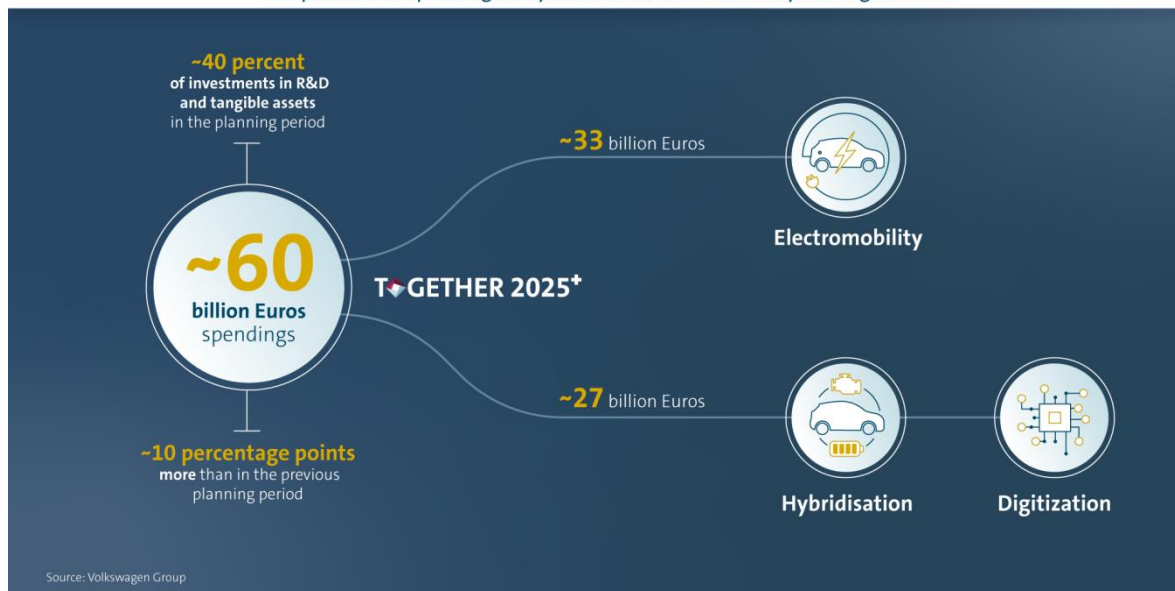 ~40 percent
of investments in R&D
and tangible assets
in the planning period
~33 billion Euros
Electromobility
~60
billion Euros
spendings
TOGETHER 2025+
~27 billion Euros
~10 percentage points
more than in the previous
planning period
Hybridisation
Digitization
Source: Volkswagen Group